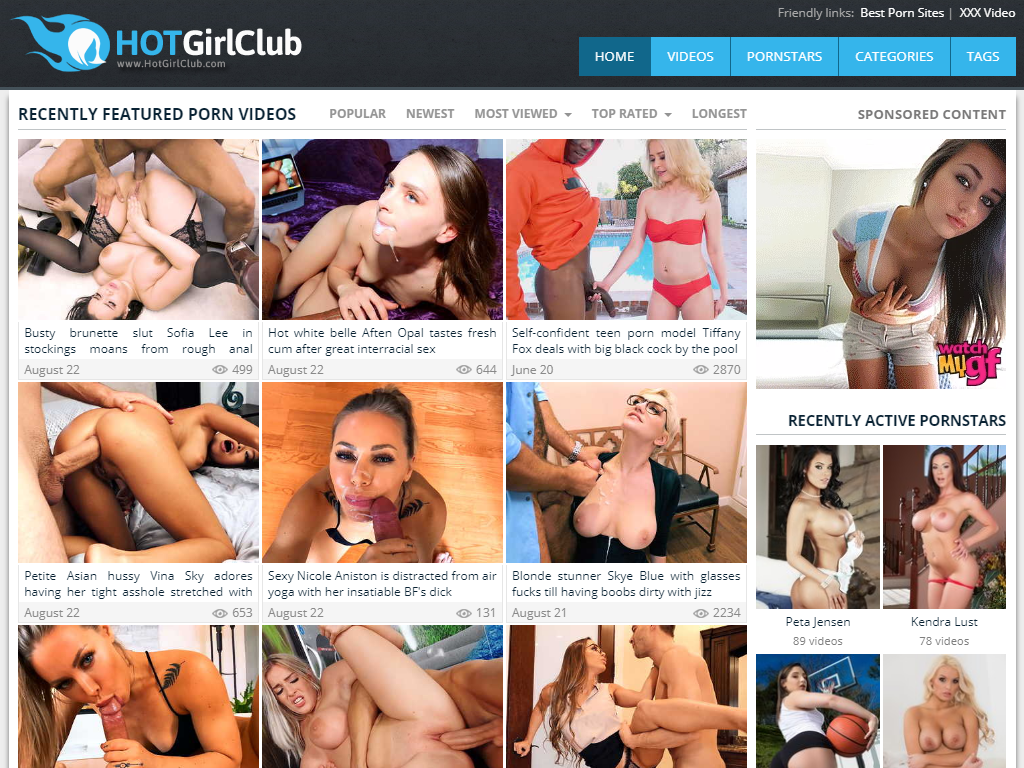 Friendly links: Best Porn Sites | XXX Video
HOTGirlClub
www.HotGirlClub.com
HOME VIDEOS PORNSTARS CATEGORIES TAGS
RECENTLY FEATURED PORN VIDEOS
POPULAR NEWEST MOST VIEWED TOP RATED LONGEST
SPONSORED CONTENT
Busty brunette slut Sofia Lee in
stockings moans from rough anal
August 22 499
Hot white belle Aften Opal tastes fresh
cum after great interracial sex
August 22 644
Self-confident teen porn model Tiffany
Fox deals with big black cock by the pool
June 20 2870
watch
MY gf
RECENTLY ACTIVE PORNSTARS
Petite Asian hussy Vina Sky adores
having her tight asshole stretched with
August 22 653
Sexy Nicole Aniston is distracted from air
yoga with her insatiable BF's dick
August 22 131
Blonde stunner Skye Blue with glasses
fucks till having boobs dirty with jizz
August 21 2234
Peta Jensen
89 videos
Kendra Lust
78 videos